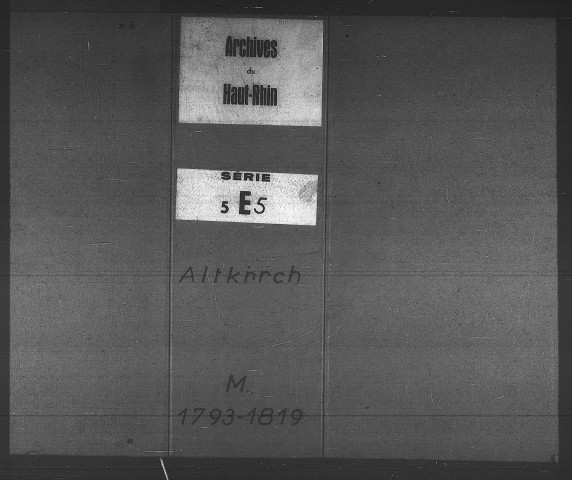 Archives
du
Haut-Rhin
SÉRIE
5 E 5
Altkirch
M.
1793-1819